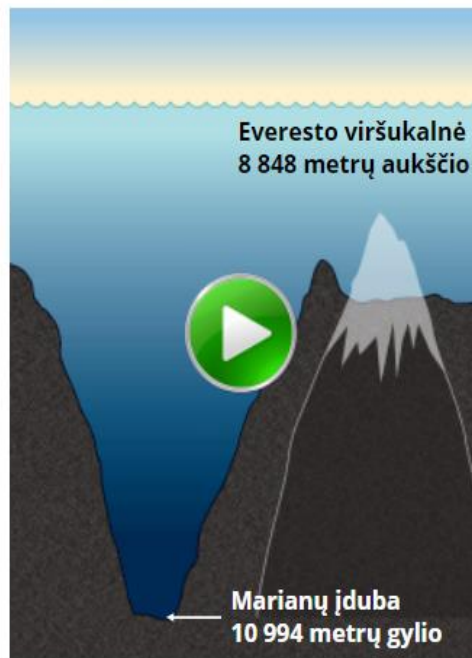 Everesto viršukalnė
8 848 metrų aukščio
Marianų įduba
10 994 metrų gylio